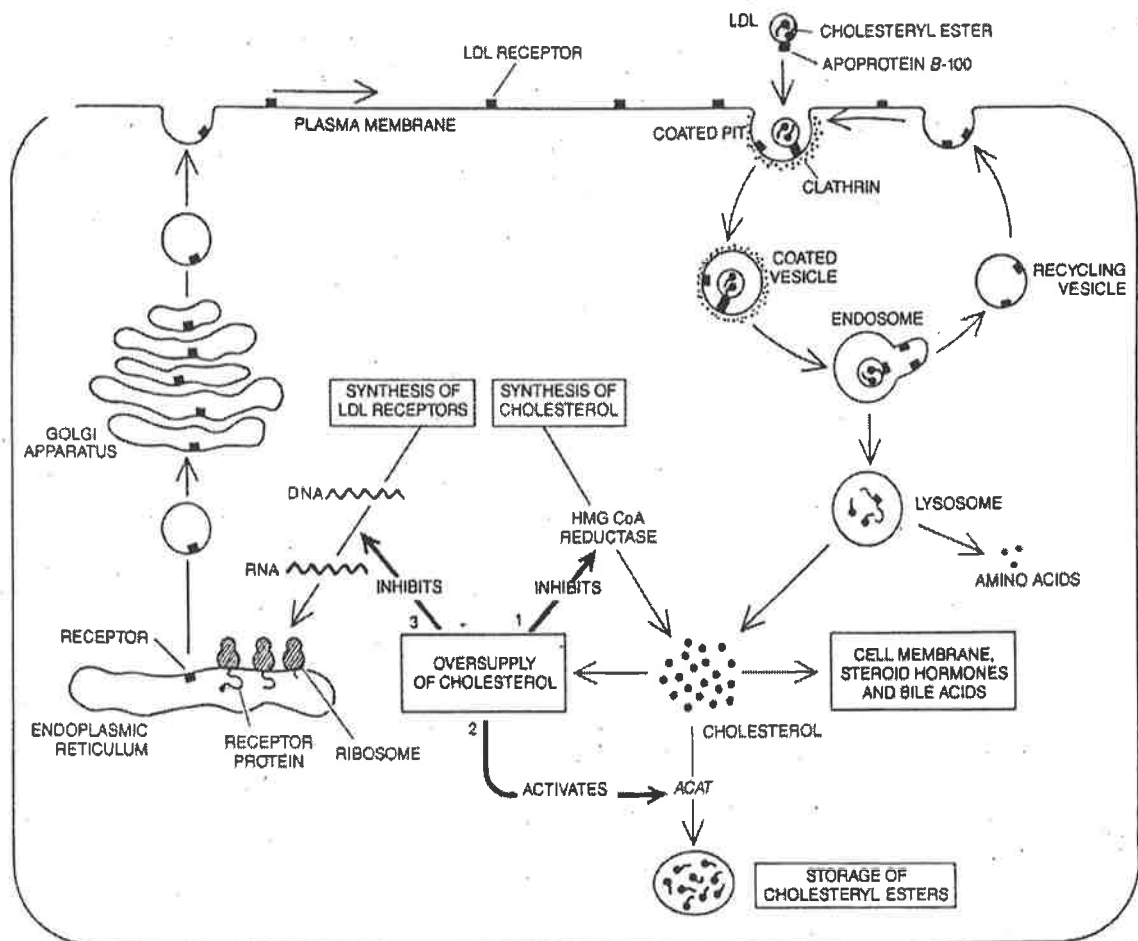 LDL
CHOLESTERYL ESTER
APOPROTEIN B-100
LDL RECEPTOR
PLASMA MEMBRANE
COATED PIT
CLATHRIN
COATED
VESICLE
RECYCLING
VESICLE
ENDOSOME
GOLGI
APPARATUS
SYNTHESIS OF
LDL RECEPTORS
SYNTHESIS OF
CHOLESTEROL
DNA
HMG CoA
REDUCTASE
LYSOSOME
RNA
INHIBITS
INHIBITS
AMINO ACIDS
3
1
RECEPTOR
OVERSUPPLY
OF CHOLESTEROL
CELL MEMBRANE,
STEROID HORMONES
AND BILE ACIDS
ENDOPLASMIC
RETICULUM
RECEPTOR
PROTEIN
RIBOSOME
2
CHOLESTEROL
ACTIVATES
ACAT
STORAGE OF
CHOLESTERYL ESTERS